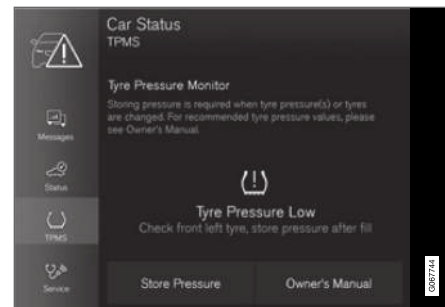 Car Status
TPMS
Tyre Pressure Monitor
Storing pressure is required when tyre pressure(s) or tyres
are changed. For recommended tyre pressure values, please
see Owner's Manual.
Messages
Status
TPMS
Service
(!)
Tyre Pressure Low
Check front left tyre, store pressure after fill
Store Pressure
Owner's Manual
G067744